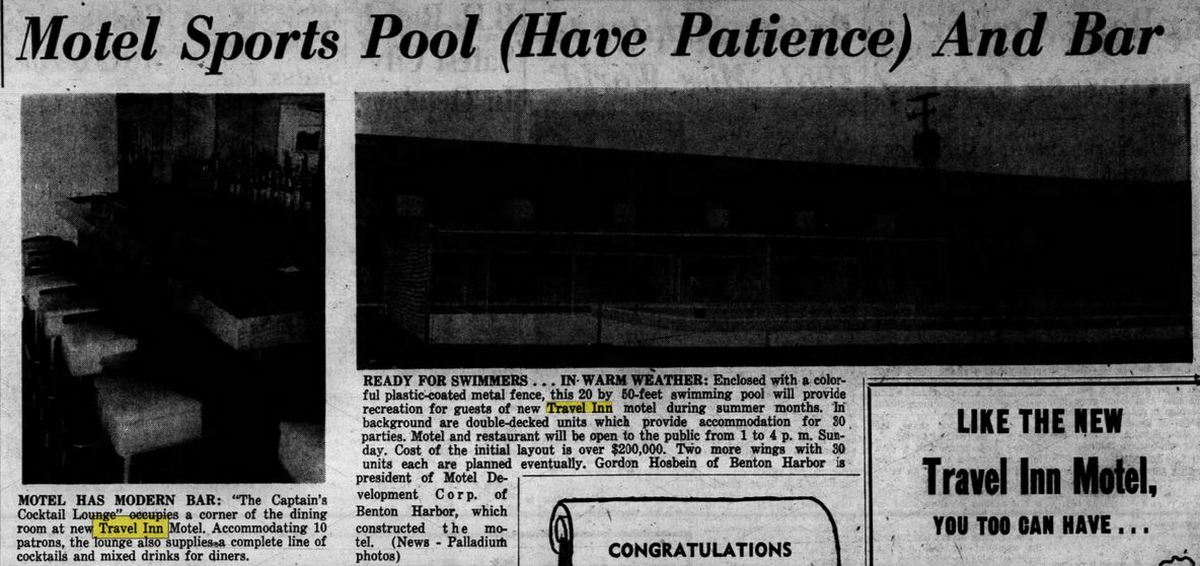 Motel Sports Pool (Have Patience) And Bar
MOTEL HAS MODERN BAR: "The Captain's
Cocktail Lounge" occupies a corner of the dining
room at new Travel Inn Motel. Accommodating 10
patrons, the lounge also supplies a complete line of
cocktails and mixed drinks for diners.
READY FOR SWIMMERS . . . IN WARM WEATHER: Enclosed with a color-
ful plastic-coated metal fence, this 20 by 50-feet swimming pool will provide
recreation for guests of new Travel Inn motel during summer months. In
background are double-decked units which provide accommodation for 30
parties. Motel and restaurant will be open to the public from 1 to 4 p. m. Sun-
day. Cost of the initial layout is over $200,000. Two more wings with 30
units each are planned eventually. Gordon Hosbein of Benton Harbor is
president of Motel De-
velopment Corp. of
Benton Harbor, which
constructed the mo-
tel. (News - Palladium
photos)
CONGRATULATIONS
LIKE THE NEW
Travel Inn Motel,
YOU TOO CAN HAVE . . .